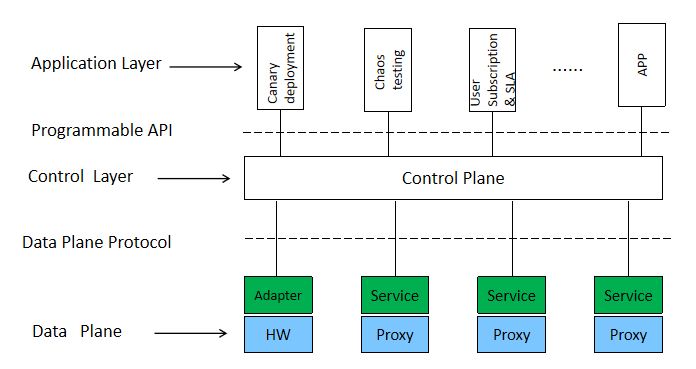 Application Layer
Canary
deployment
Chaos
testing
User
Subscription
& SLA
......
APP
Programmable API
Control Layer
Control Plane
Data Plane Protocol
Adapter
Service
Service
Service
Data Plane
HW
Proxy
Proxy
Proxy